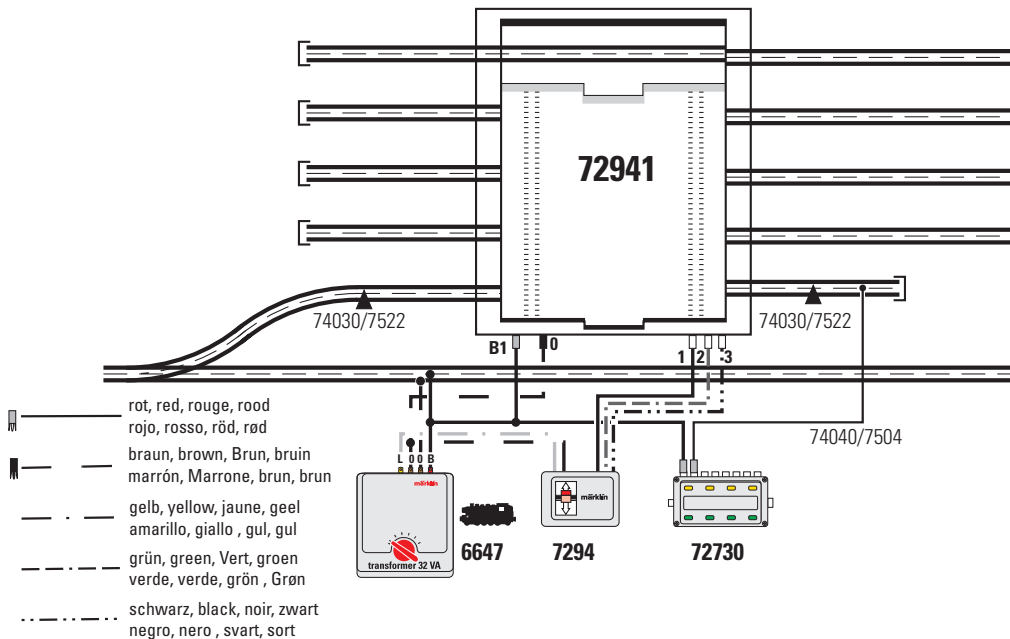 72941
74030/7522
74030/7522
B1
0
1
2
3
rot, red, rouge, rood
rojo, rosso, röd, rød
braun, brown, Brun, bruin
marrón, Marrone, brun, brun
gelb, yellow, jaune, geel
amarillo, giallo , gul, gul
grün, green, Vert, groen
verde, verde, grön , Grøn
schwarz, black, noir, zwart
negro, nero , svart, sort
74040/7504
L 0 0 B
märklin
transformer 32 VA
6647
märklin
7294
72730